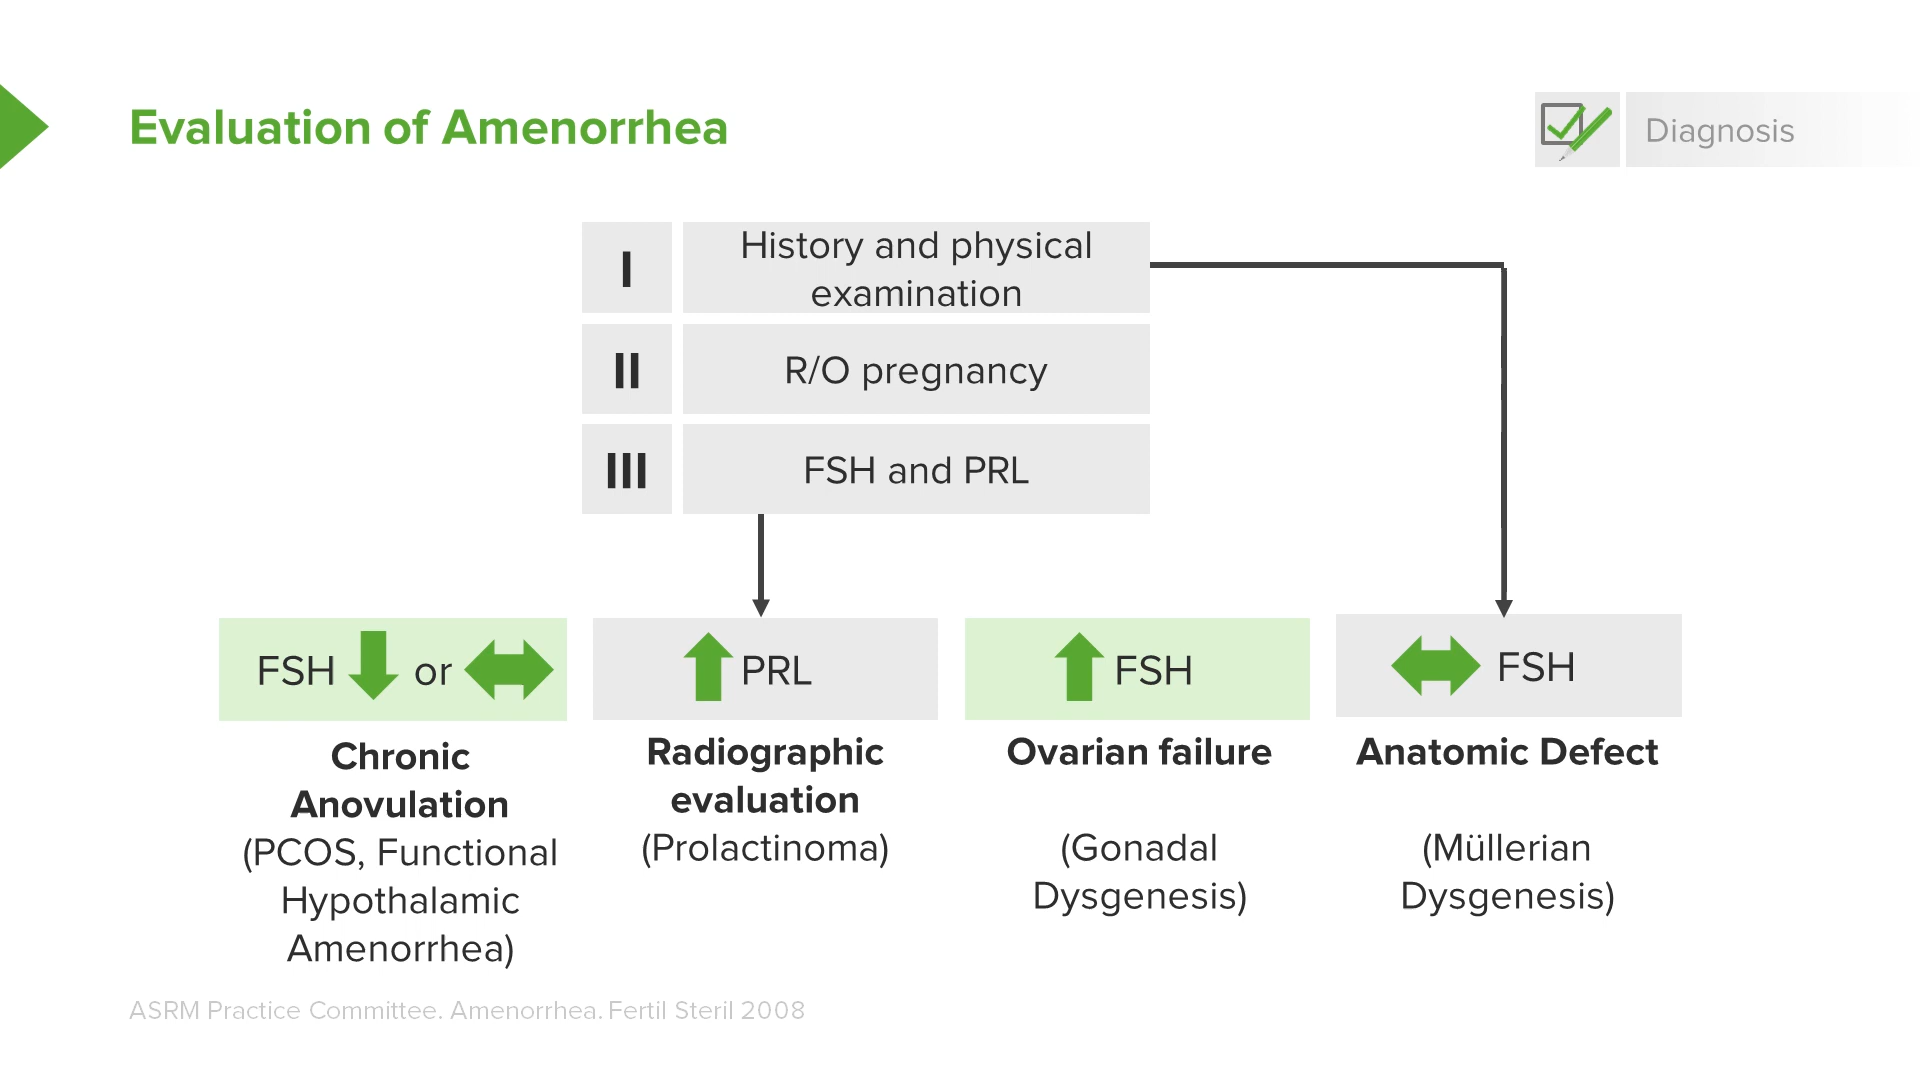 Evaluation of Amenorrhea
Diagnosis
I
History and physical
examination
II
R/O pregnancy
III
FSH and PRL
FSH or
Chronic
Anovulation
(PCOS, Functional
Hypothalamic
Amenorrhea)
PRL
Radiographic
evaluation
(Prolactinoma)
FSH
Ovarian failure
(Gonadal
Dysgenesis)
FSH
Anatomic Defect
(Müllerian
Dysgenesis)
ASRM Practice Committee. Amenorrhea. Fertil Steril 2008